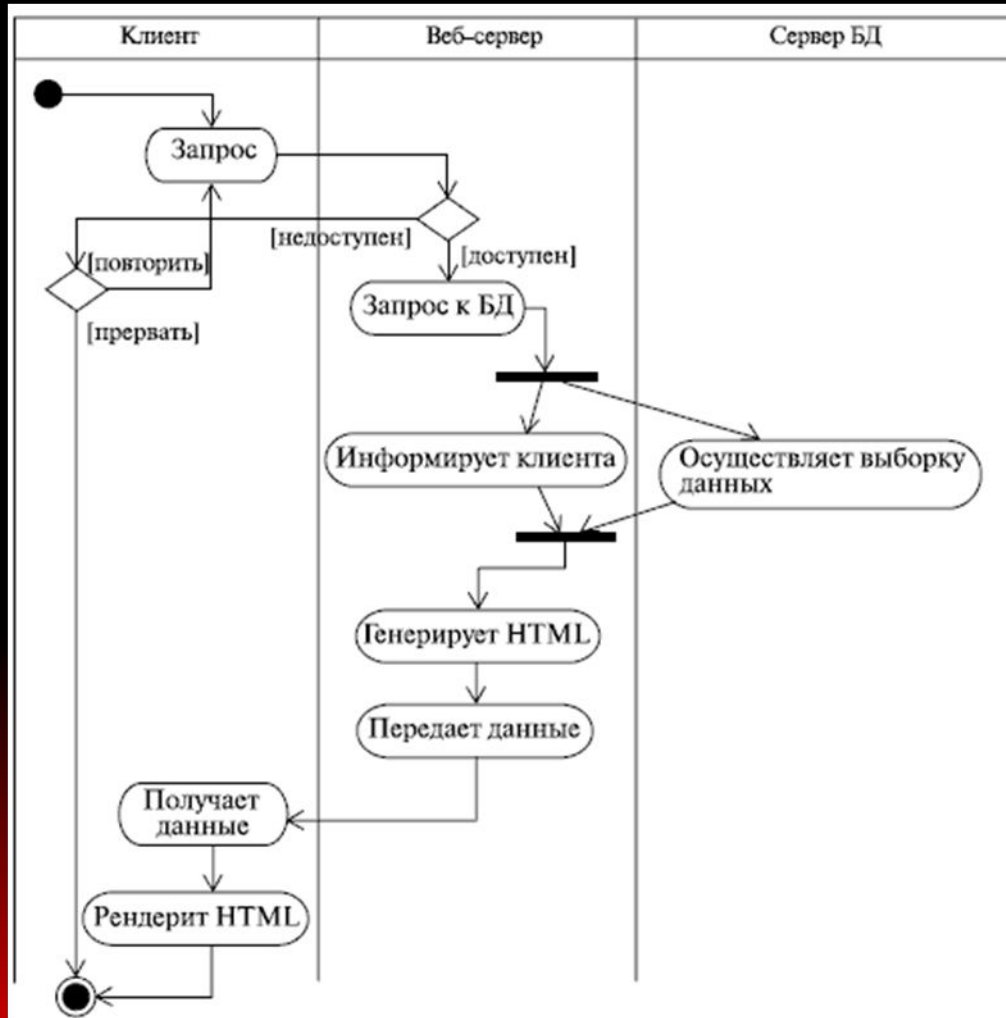 Клиент
Веб-сервер
Сервер БД
Запрос
[недоступен]
[повторить]
[доступен]
Запрос к БД
[прервать]
Информирует клиента
Осуществляет выборку
данных
Генерирует HTML
Передает данные
Получает
данные
Рендерит HTML